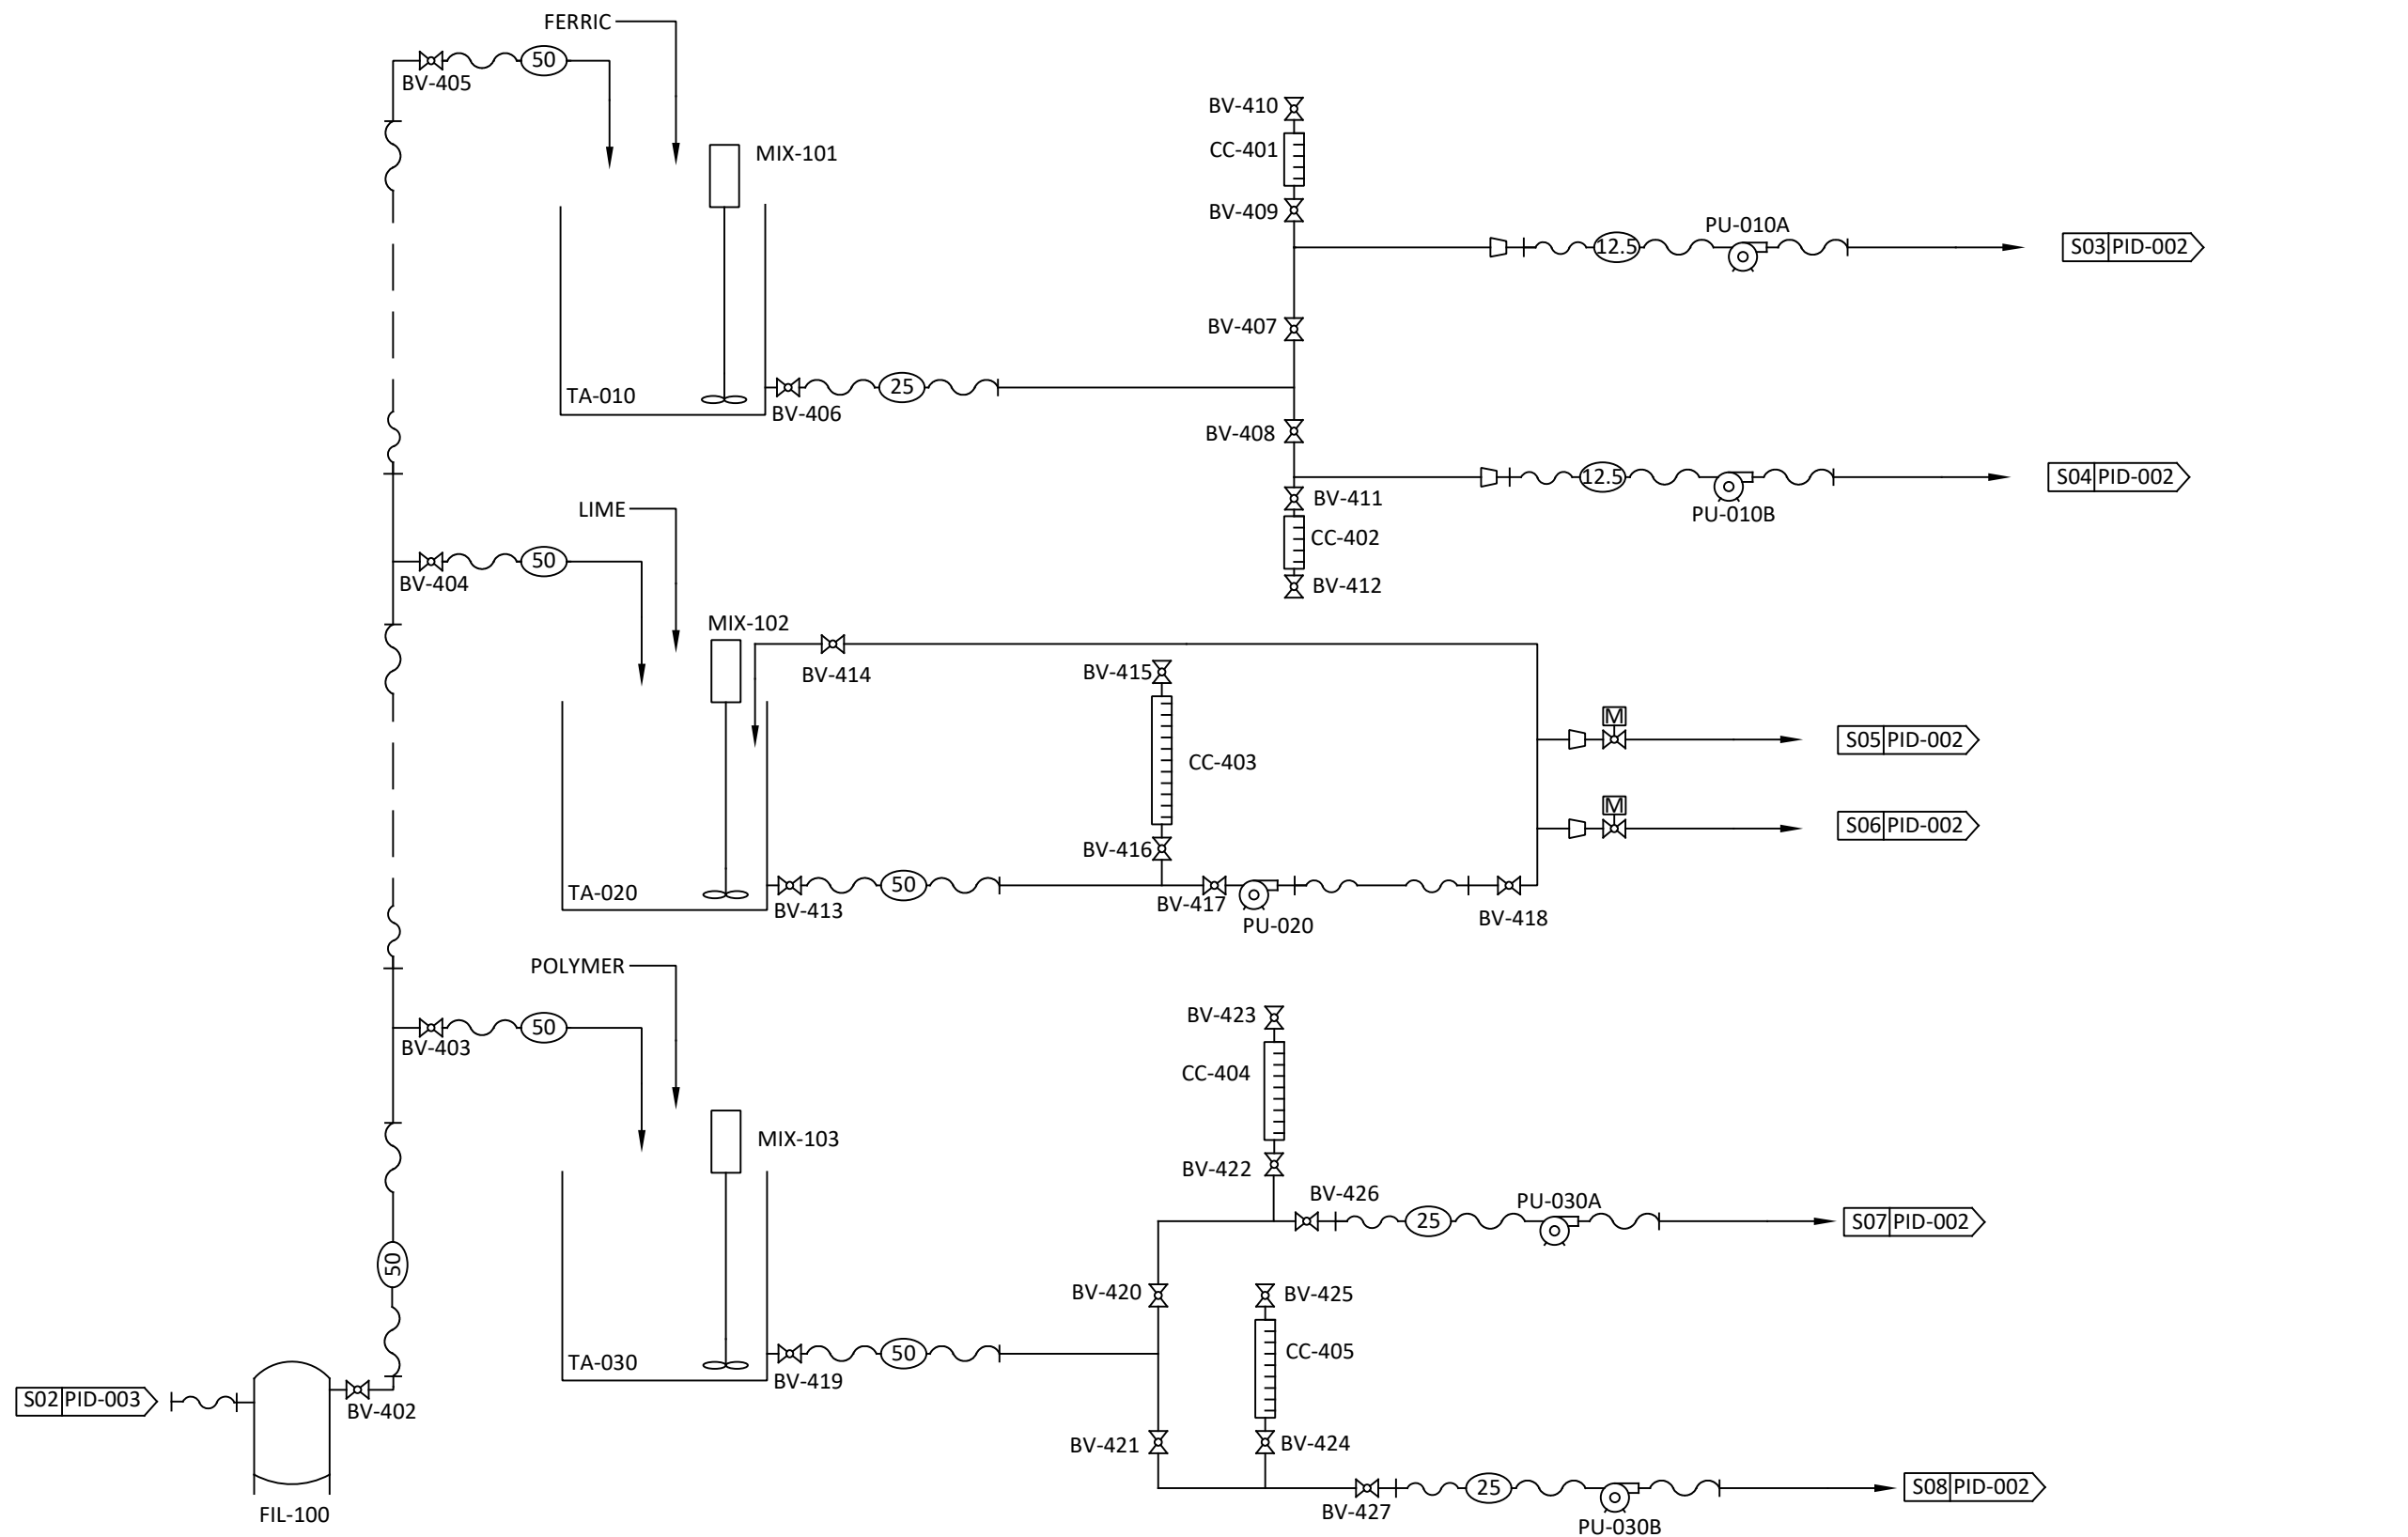 FERRIC
50
BV-405
BV-410
MIX-101
CC-401
BV-409
PU-010A
12.5
S03 PID-002
BV-407
TA-010
BV-406
25
BV-408
12.5
S04 PID-002
LIME
BV-411
PU-010B
CC-402
50
BV-404
BV-412
MIX-102
BV-414
BV-415
M
S05 PID-002
CC-403
M
S06 PID-002
BV-416
TA-020
50
BV-413
BV-417
PU-020
BV-418
POLYMER
BV-423
50
BV-403
CC-404
MIX-103
BV-422
BV-426
PU-030A
25
S07 PID-002
50
BV-420
BV-425
TA-030
50
CC-405
BV-419
S02 PID-003
BV-402
BV-421
BV-424
25
S08 PID-002
FIL-100
BV-427
PU-030B